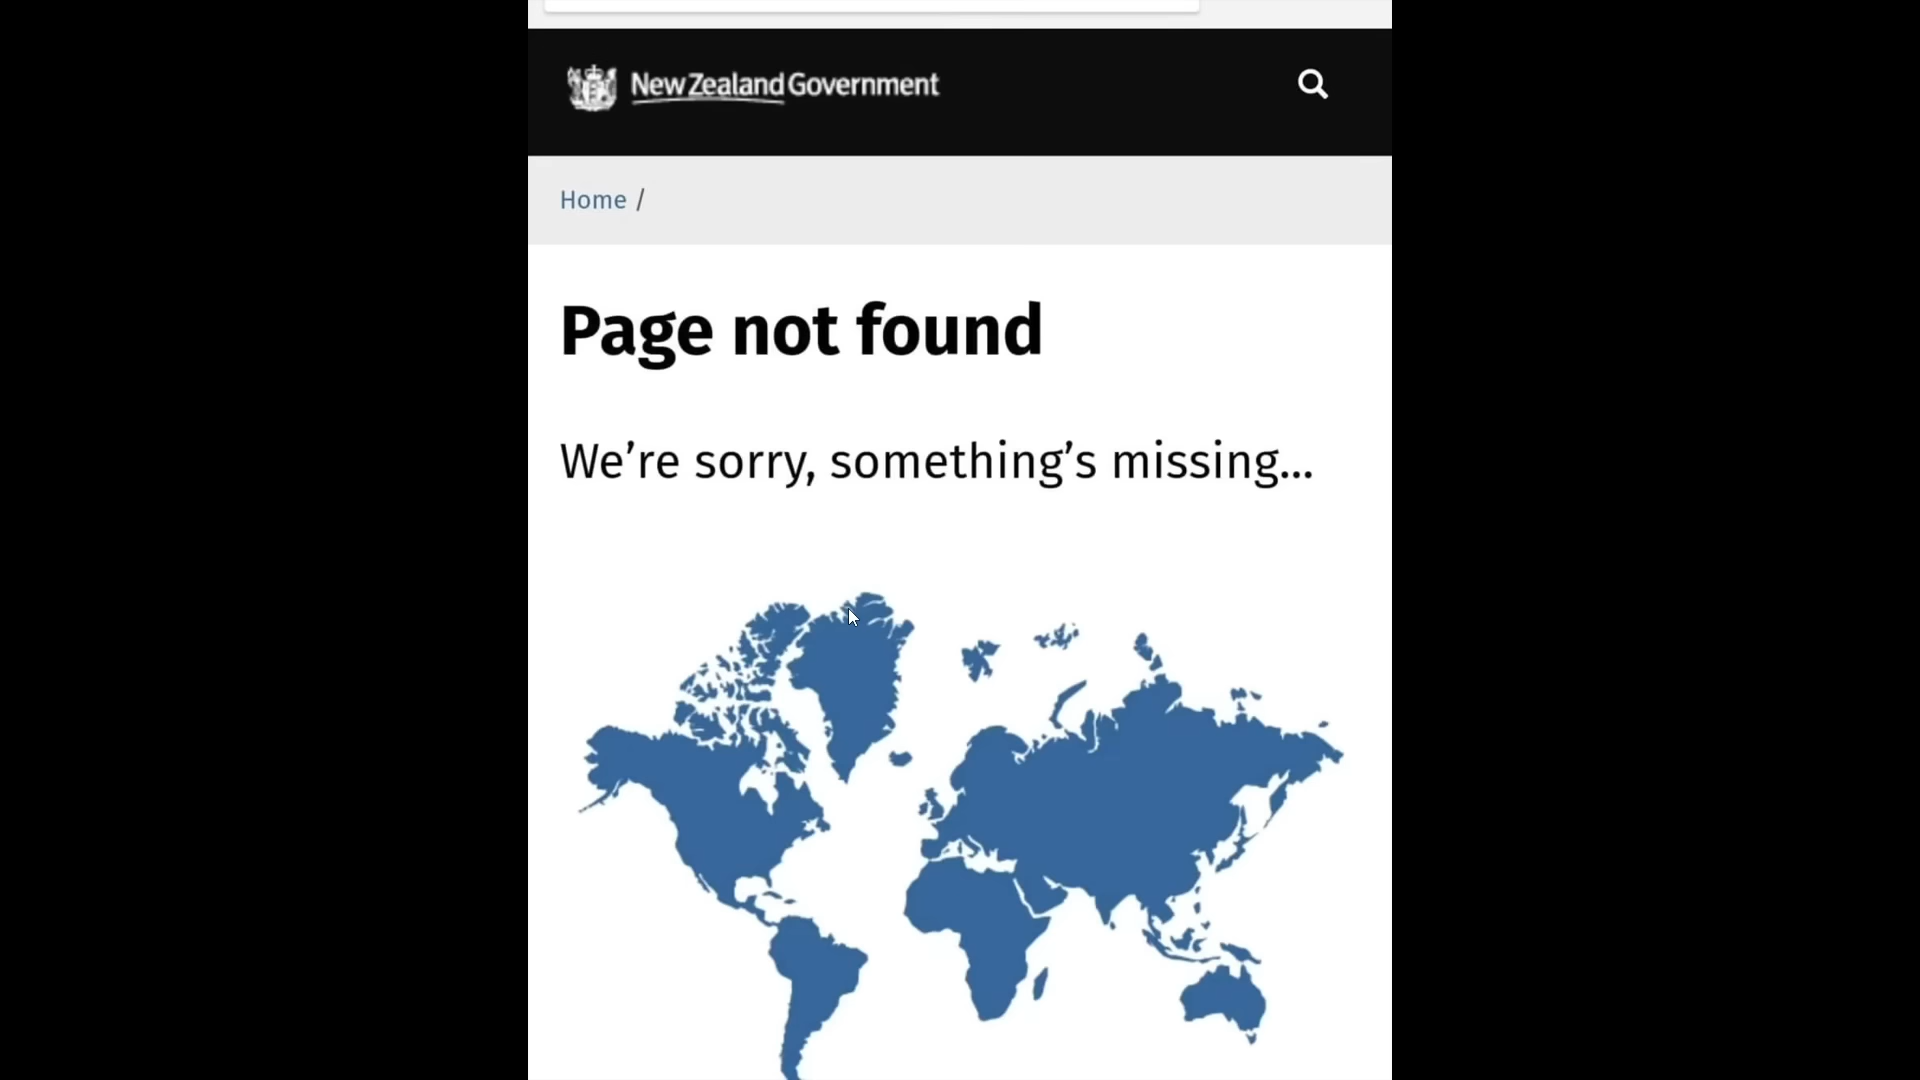 New Zealand Government
Home /
Page not found
We’re sorry, something’s missing...